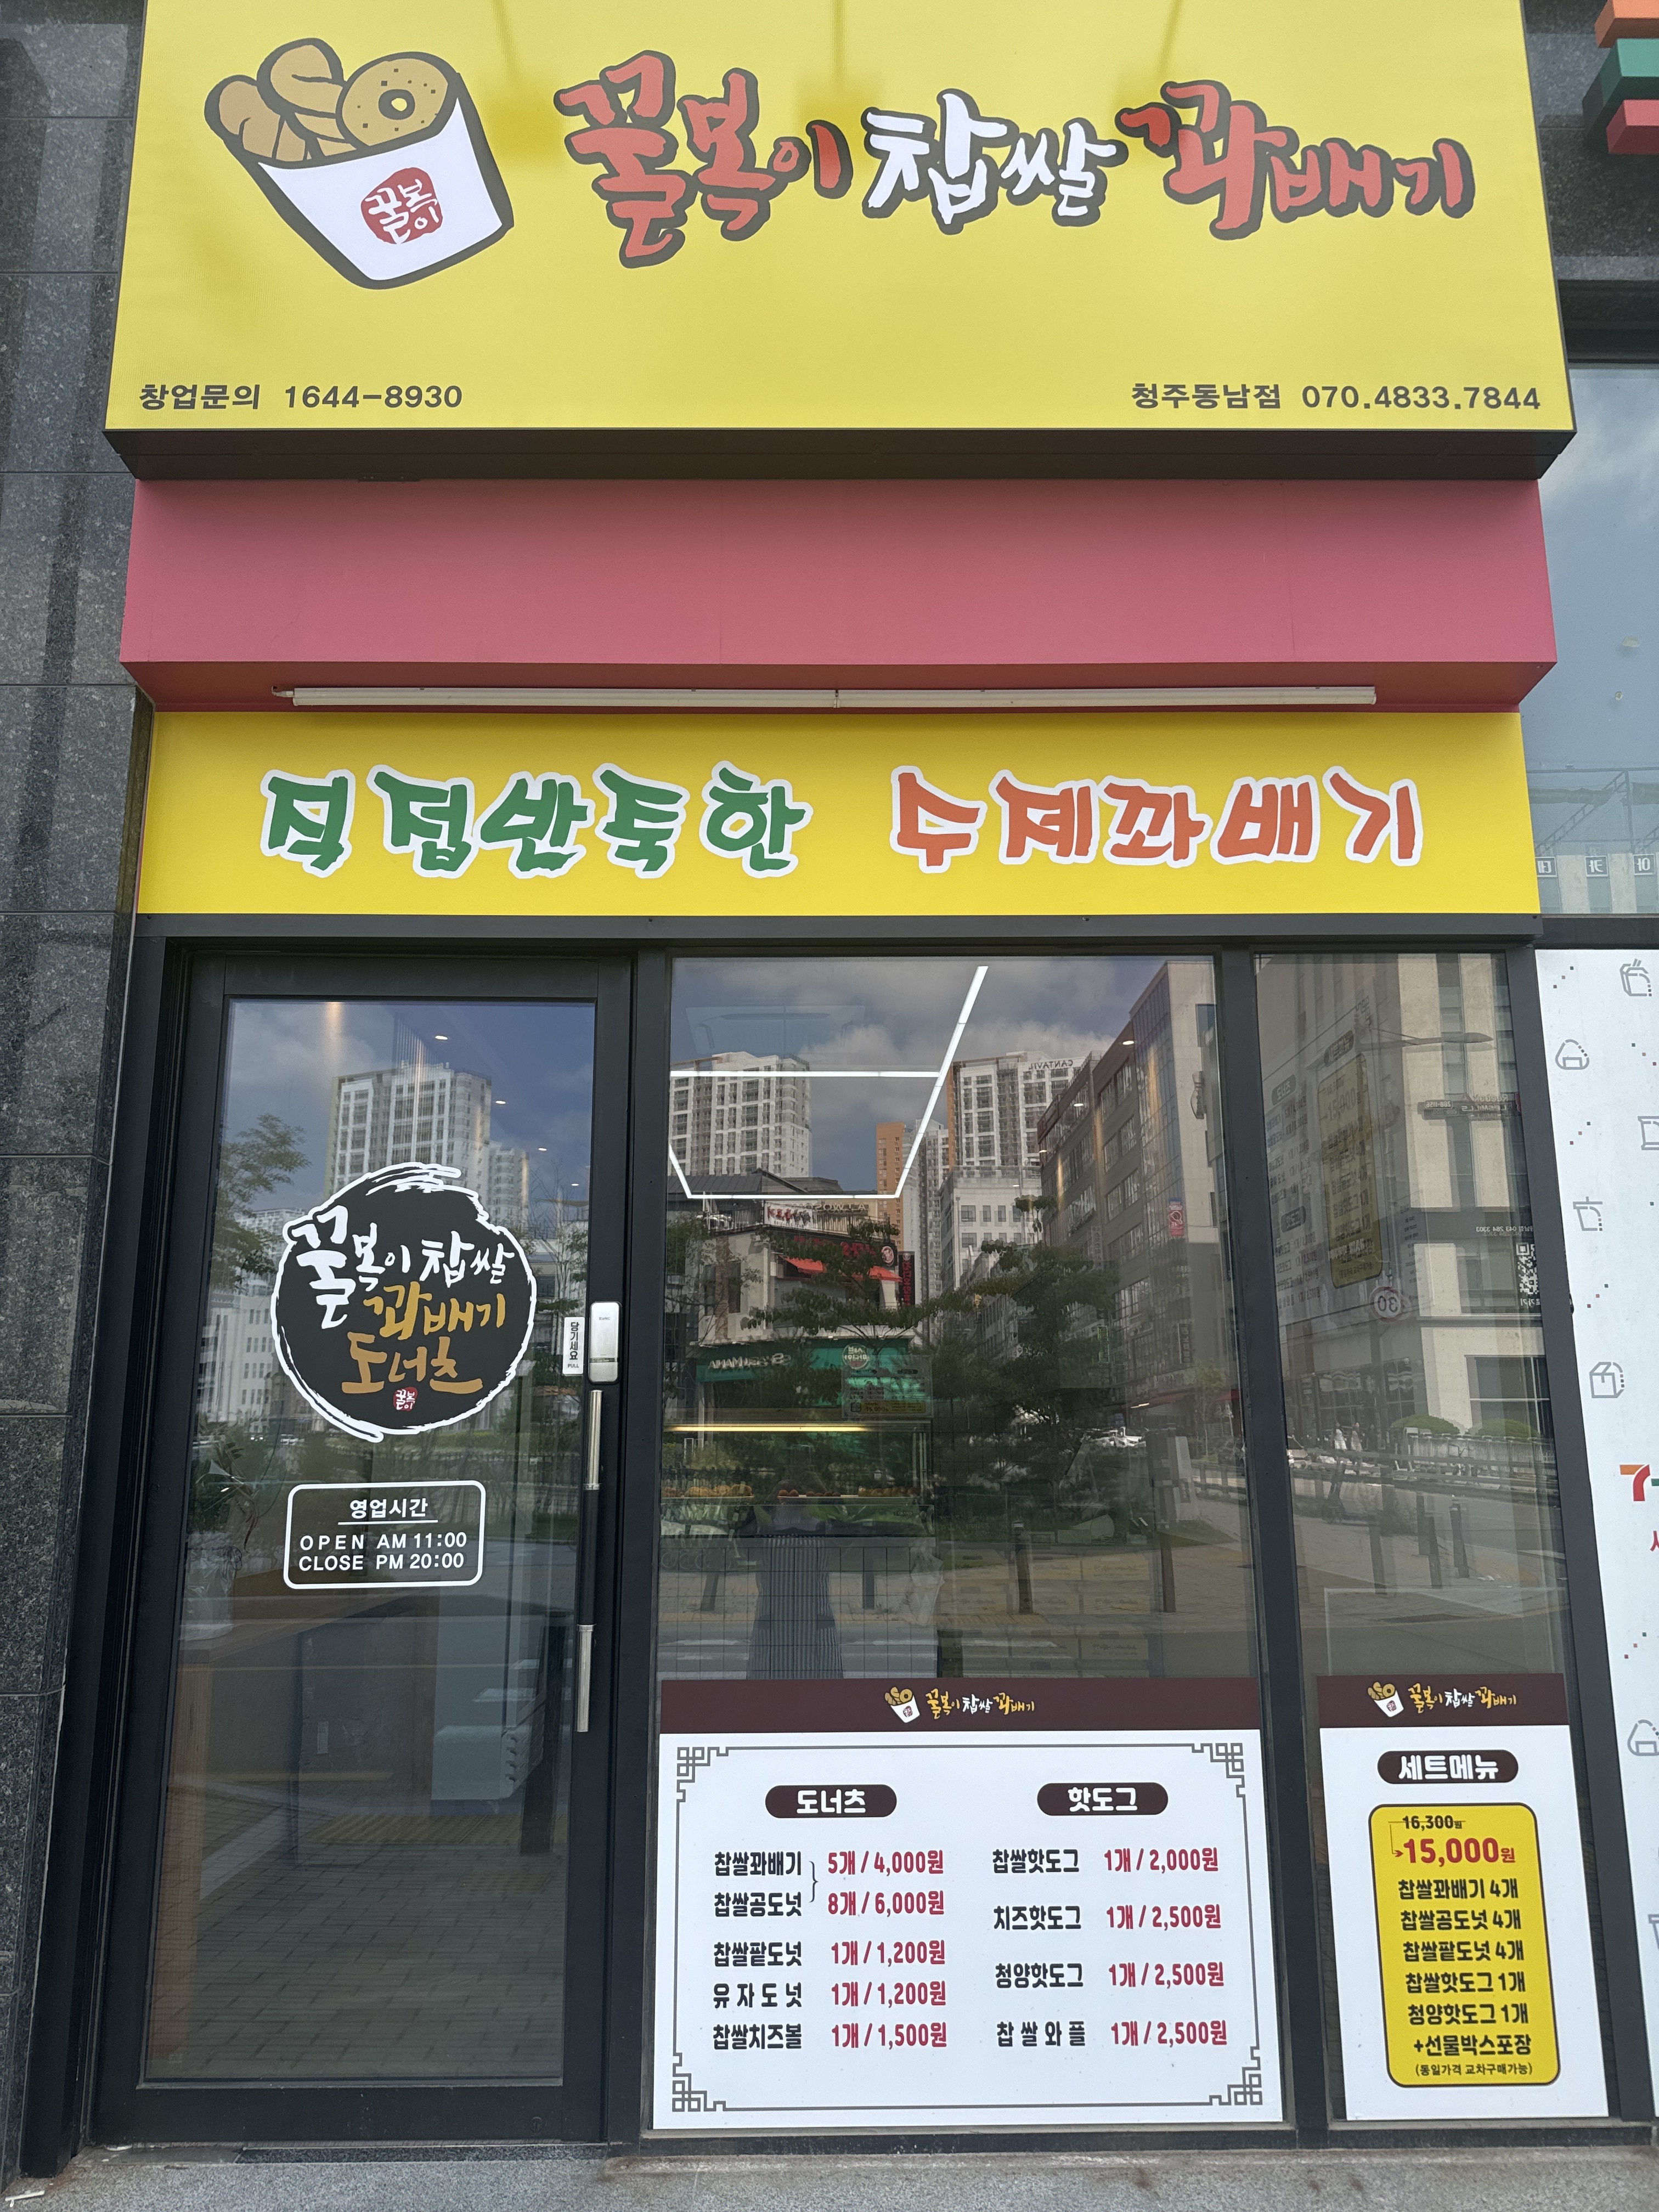 꿀복이
꿀복이 찹쌀 꽈배기
창업문의 1644-8930
청주동남점 070.4833.7844
직접반죽한 수제꽈배기
꿀복이 찹쌀
꽈배기
도너츠
꿀복이
당기세요
PULL
영업시간
OPEN AM 11:00
CLOSE PM 20:00
꿀복이 찹쌀 꽈배기
도너츠
찹쌀꽈배기 5개 / 4,000원
찹쌀공도넛 8개 / 6,000원
찹쌀팥도넛 1개 / 1,200원
유자도넛 1개 / 1,200원
찹쌀치즈볼 1개 / 1,500원
핫도그
찹쌀핫도그 1개 / 2,000원
치즈핫도그 1개 / 2,500원
청양핫도그 1개 / 2,500원
찹쌀와플 1개 / 2,500원
꿀복이 찹쌀 꽈배기
세트메뉴
16,300원
15,000원
찹쌀꽈배기 4개
찹쌀공도넛 4개
찹쌀팥도넛 4개
찹쌀핫도그 1개
청양핫도그 1개
+선물박스포장
(동일가격 교차구매가능)